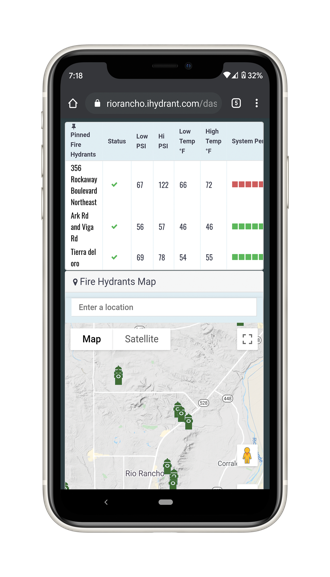 7:18 32%
riorancho.ihydrant.com/das 5
Pinned Fire Hydrants Status Low PSI Hi PSI Low Temp °F High Temp °F System Per
356 Rockaway Boulevard Northeast 67 122 66 72
Ark Rd and Viga Rd 56 57 46 46
Tierra del oro 69 78 54 55
Fire Hydrants Map
Enter a location
Map Satellite
528 448
Corral
Rio Rancho